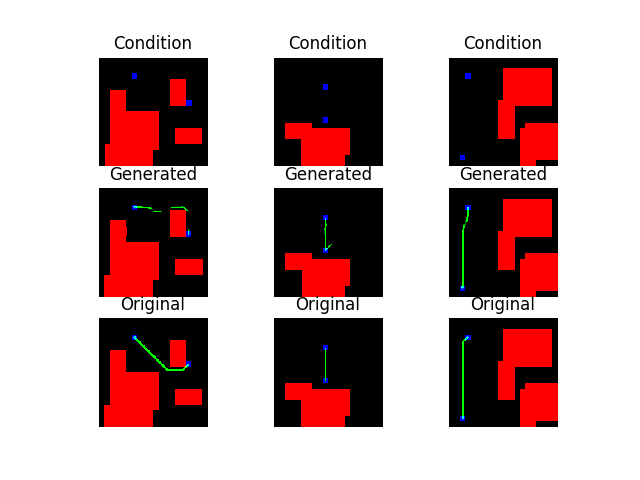 Condition
Condition
Condition
Generated
Generated
Generated
Original
Original
Original